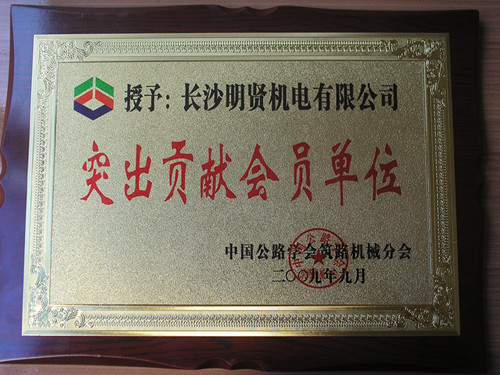 授予：长沙明贤机电有限公司
突出贡献会员单位
中国公路学会筑路机械分会
二〇〇九年九月